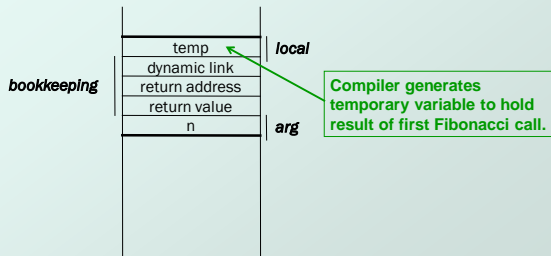 temp
local
dynamic link
bookkeeping
return address
return value
n
arg
Compiler generates
temporary variable to hold
result of first Fibonacci call.